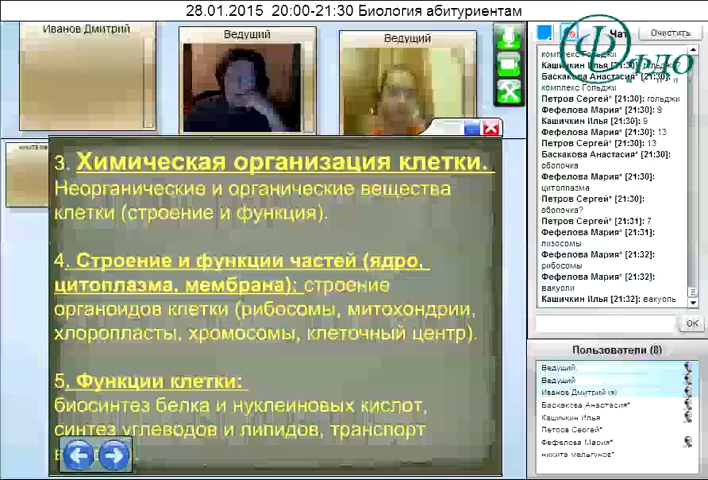 28.01.2015 20:00-21:30 Биология абитуриентам
Иванов Дмитрий
Ведущий
Ведущий
3. Химическая организация клетки.
Неорганические и органические вещества
клетки (строение и функция).
4. Строение и функции частей (ядро,
цитоплазма, мембрана): строение
органоидов клетки (рибосомы, митохондрии,
хлоропласты, хромосомы, клеточный центр).
5. Функции клетки:
биосинтез белка и нуклеиновых кислот,
синтез углеводов и липидов, транспорт
Чат
Очистить
Фило
комплекс Гольджи
Кашичкин Илья [21:30]:
Баскакова Анастасия* [21:30]:
комплекс Гольджи
Петров Сергей* [21:30]: гольджи
Фефелова Мария* [21:30]: 9
Кашичкин Илья [21:30]: 9
Фефелова Мария* [21:30]: 13
Петров Сергей* [21:30]: 13
Баскакова Анастасия* [21:30]:
оболочка
Фефелова Мария* [21:30]:
цитоплазма
Петров Сергей* [21:30]:
оболочка?
Петров Сергей* [21:31]: 7
Фефелова Мария* [21:31]:
лизосомы
Фефелова Мария* [21:32]:
рибосомы
Фефелова Мария* [21:32]:
вакуоли
Кашичкин Илья [21:32]: вакуоль
OK
Пользователи (8)
Ведущий
Ведущий
Иванов Дмитрий (я)
Баскакова Анастасия*
Кашичкин Илья
Петров Сергей*
Фефелова Мария*
никита мельгунов*